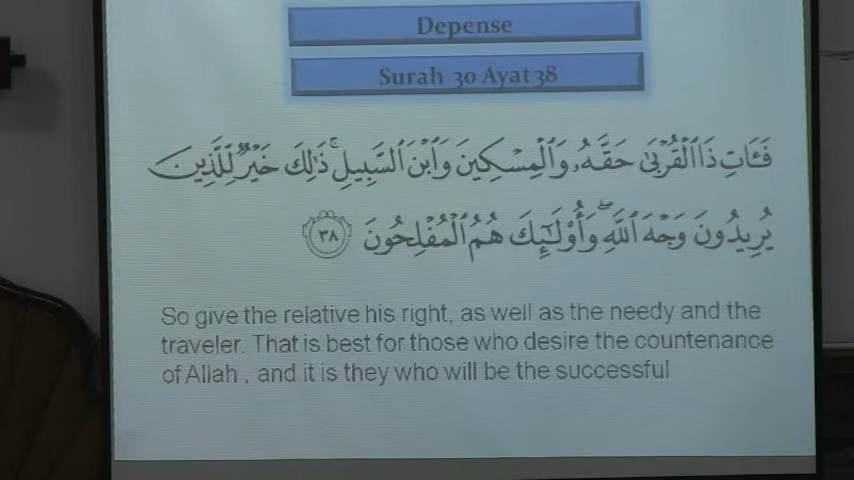 Depense
Surah 30 Ayat 38
فَـَٔاتِ ذَا ٱلْقُرْبَىٰ حَقَّهُۥ وَٱلْمِسْكِينَ وَٱبْنَ ٱلسَّبِيلِ ۚ ذَٰلِكَ خَيْرٌ لِّلَّذِينَ
يُرِيدُونَ وَجْهَ ٱللَّهِ ۖ وَأُو۟لَـٰٓئِكَ هُمُ ٱلْمُفْلِحُونَ ٣٨
So give the relative his right, as well as the needy and the
traveler. That is best for those who desire the countenance
of Allah , and it is they who will be the successful